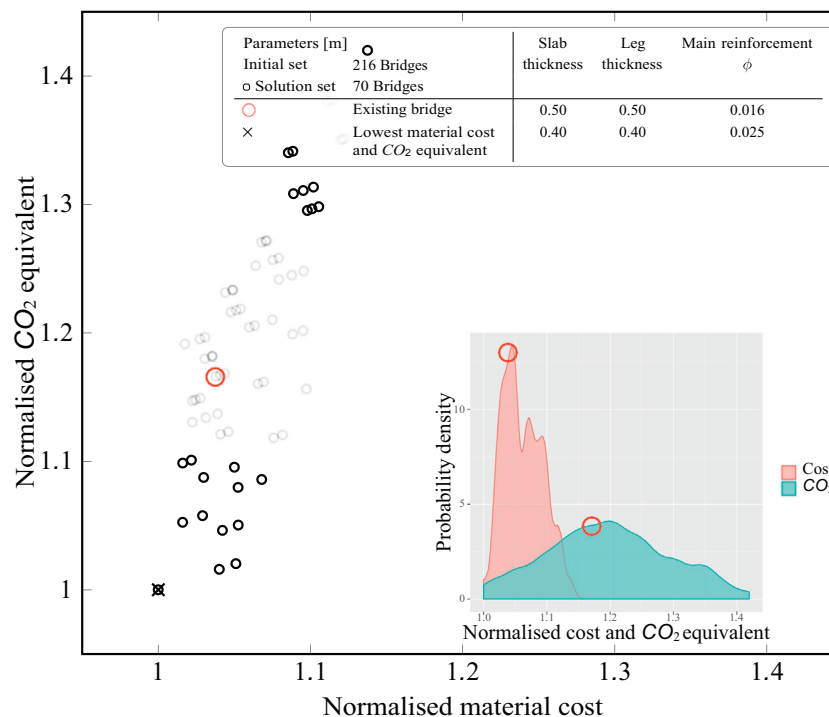 Parameters [m] Slab thickness Leg thickness Main reinforcement ϕ
Initial set 216 Bridges
Solution set 70 Bridges
Existing bridge 0.50 0.50 0.016
Lowest material cost 0.40 0.40 0.025
and CO₂ equivalent
1.4
1.3
1.2
1.1
1
Normalised CO₂ equivalent
1 1.1 1.2 1.3 1.4
Normalised material cost
10
5
0
Probability density
1.0 1.1 1.2 1.3 1.4
Normalised cost and CO₂ equivalent
Cos
CO